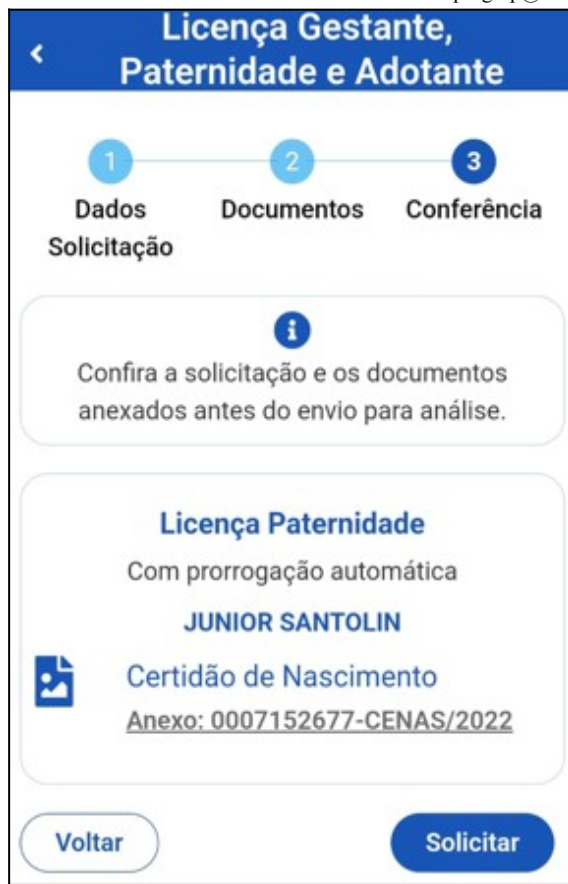 Licença Gestante,
Paternidade e Adotante
1 2 3
Dados Documentos Conferência
Solicitação
Confira a solicitação e os documentos
anexados antes do envio para análise.
Licença Paternidade
Com prorrogação automática
JUNIOR SANTOLIN
Certidão de Nascimento
Anexo: 0007152677-CENAS/2022
Voltar Solicitar